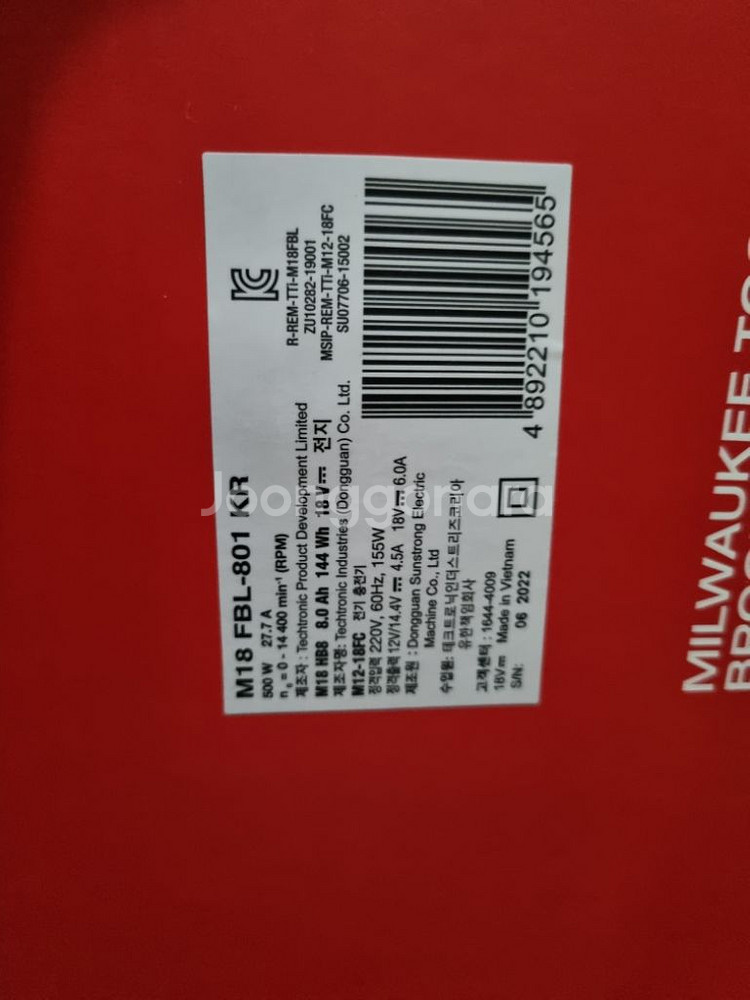 M18 FBL-801 KR
500 W 27.7 A
n₀ = 0 - 14 400 min⁻¹ (RPM)
제조자 : Techtronic Product Development Limited
M18 HB8 8.0 Ah 144 Wh 18 V⎓ 전지
제조자명: Techtronic Industries (Dongguan) Co. Ltd.
M12-18FC 전기 충전기
정격입력 220V, 60Hz, 155W
정격출력 12V/14.4V ⎓ 4.5A 18V ⎓ 6.0A
제조원 : Dongguan Sunstrong Electric
Machine Co., Ltd
수입원: 테크트로닉인더스트리즈코리아
유한책임회사
고객센터 : 1644-4009
18V⎓ Made in Vietnam
S/N: 06 2022
R-REM-TTi-M18FBL
ZU10282-19001
MSIP-REM-TTi-M12-18FC
SU07706-15002
4 892210 194565
Joonggonara
MILWAUKEE